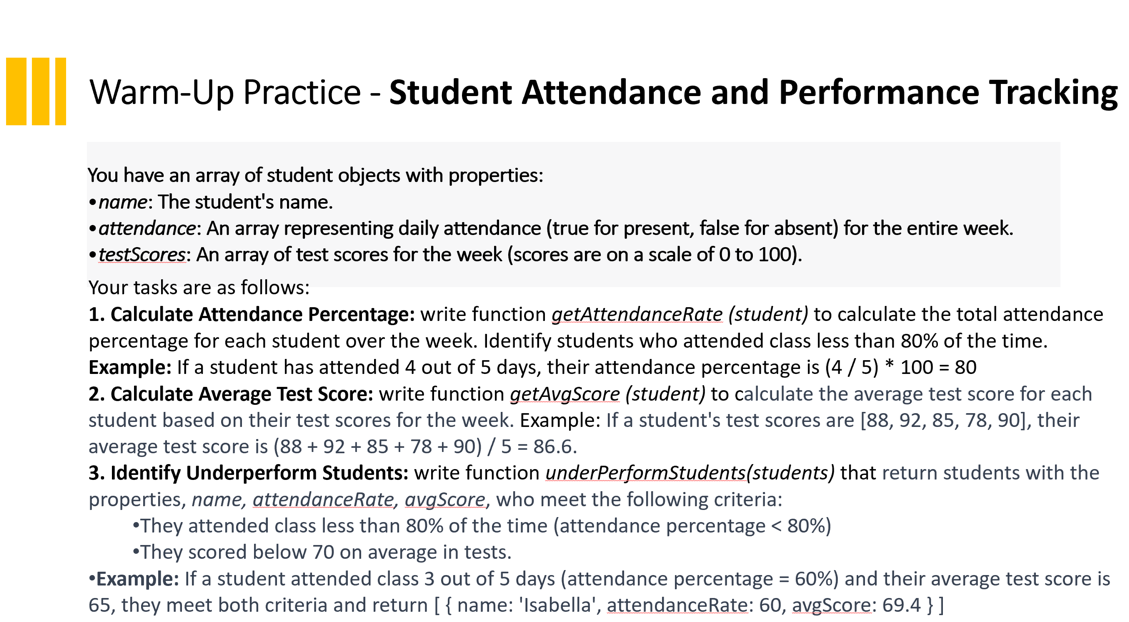 Warm-Up Practice - Student Attendance and Performance Tracking
You have an array of student objects with properties:
•name: The student's name.
•attendance: An array representing daily attendance (true for present, false for absent) for the entire week.
•testScores: An array of test scores for the week (scores are on a scale of 0 to 100).
Your tasks are as follows:
1. Calculate Attendance Percentage: write function getAttendanceRate (student) to calculate the total attendance
percentage for each student over the week. Identify students who attended class less than 80% of the time.
Example: If a student has attended 4 out of 5 days, their attendance percentage is (4 / 5) * 100 = 80
2. Calculate Average Test Score: write function getAvgScore (student) to calculate the average test score for each
student based on their test scores for the week. Example: If a student's test scores are [88, 92, 85, 78, 90], their
average test score is (88 + 92 + 85 + 78 + 90) / 5 = 86.6.
3. Identify Underperform Students: write function underPerformStudents(students) that return students with the
properties, name, attendanceRate, avgScore, who meet the following criteria:
•They attended class less than 80% of the time (attendance percentage < 80%)
•They scored below 70 on average in tests.
•Example: If a student attended class 3 out of 5 days (attendance percentage = 60%) and their average test score is
65, they meet both criteria and return [ { name: 'Isabella', attendanceRate: 60, avgScore: 69.4 } ]